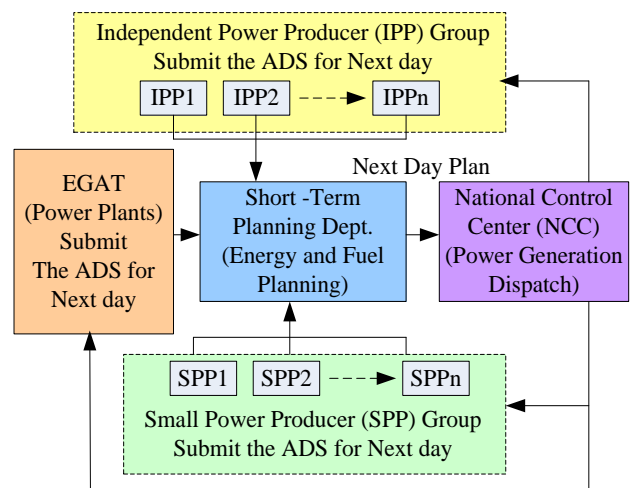 Independent Power Producer (IPP) Group
Submit the ADS for Next day
IPP1 IPP2 IPPn
Next Day Plan
EGAT
(Power Plants)
Submit
The ADS for
Next day
Short -Term
Planning Dept.
(Energy and Fuel
Planning)
National Control
Center (NCC)
(Power Generation
Dispatch)
SPP1 SPP2 SPPn
Small Power Producer (SPP) Group
Submit the ADS for Next day